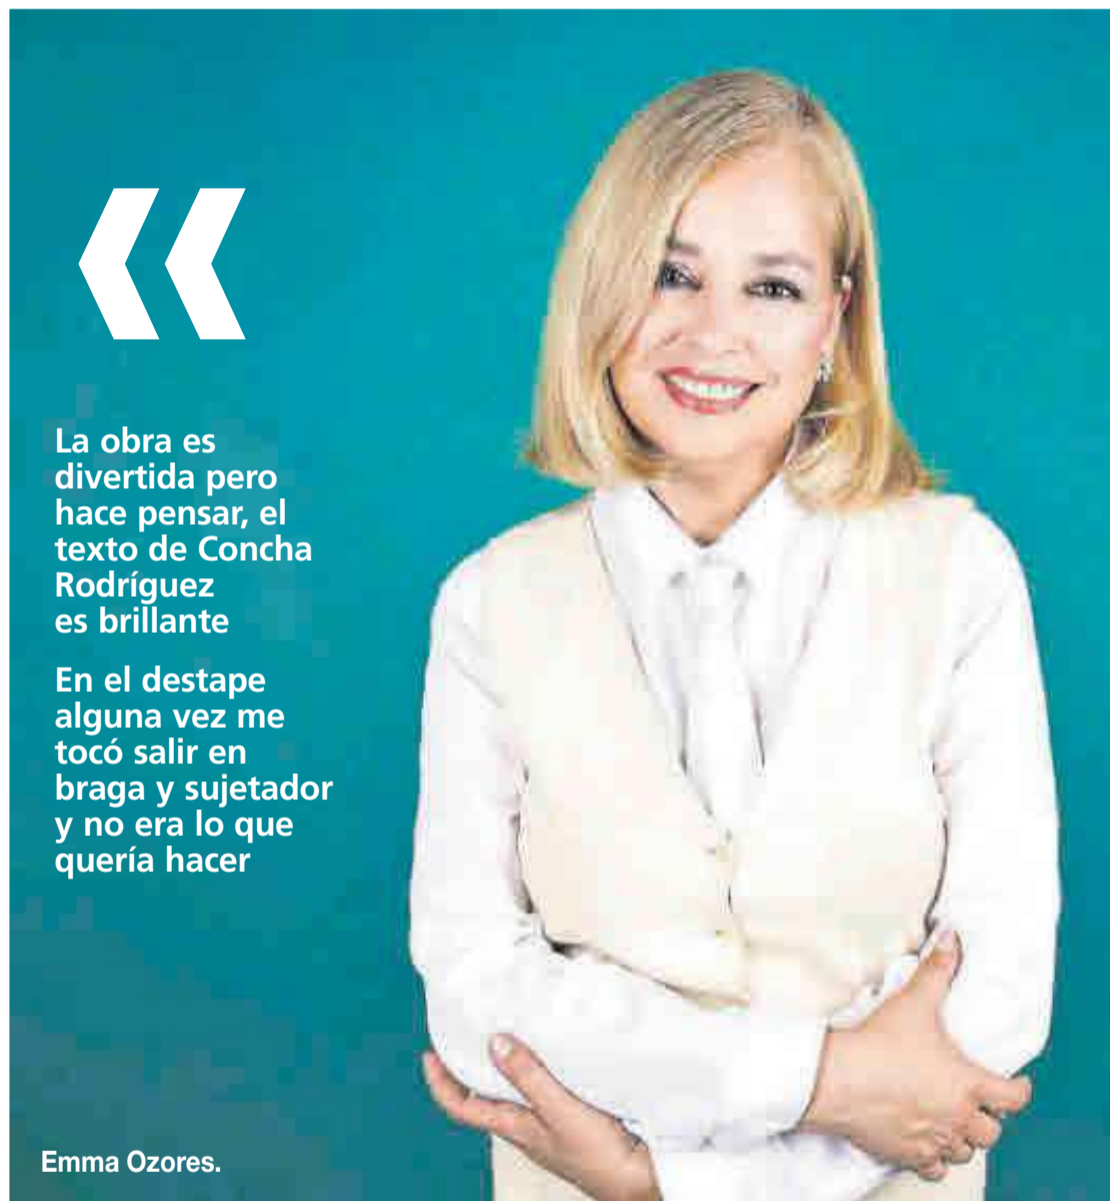 «
La obra es
divertida pero
hace pensar, el
texto de Concha
Rodríguez
es brillante
En el destape
alguna vez me
tocó salir en
braga y sujetador
y no era lo que
quería hacer
Emma Ozores.